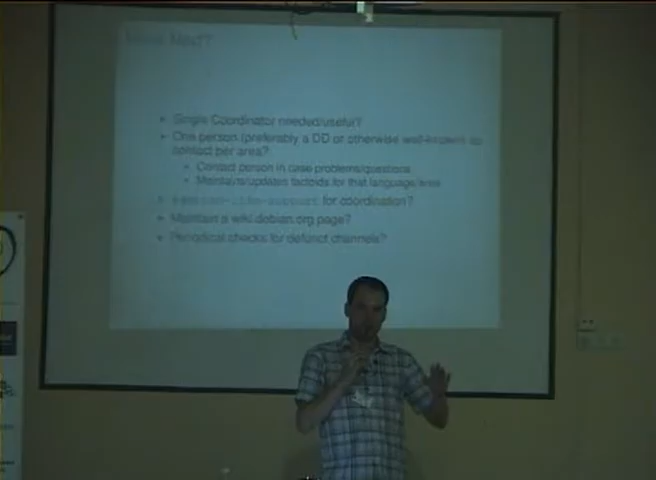 Single Coordinator needed/useful?
One person (preferably a DD or otherwise well-known as
contact per area?
Contact person in case problems/questions
Maintains/updates factoids for that language area
for coordination?
Maintain a wiki.debian.org page?
Periodical checks for defunct channels?